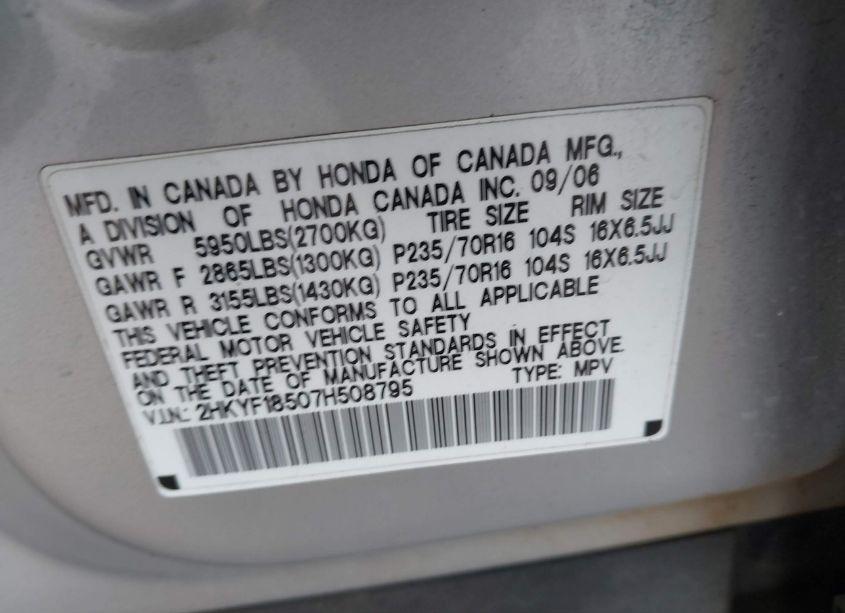 MFD. IN CANADA BY HONDA OF CANADA MFG.,
A DIVISION OF HONDA CANADA INC. 09/06
GVWR 5950LBS(2700KG) TIRE SIZE RIM SIZE
GAWR F 2865LBS(1300KG) P235/70R16 104S 16X6.5JJ
GAWR R 3155LBS(1430KG) P235/70R16 104S 16X6.5JJ
THIS VEHICLE CONFORMS TO ALL APPLICABLE
FEDERAL MOTOR VEHICLE SAFETY
AND THEFT PREVENTION STANDARDS IN EFFECT
ON THE DATE OF MANUFACTURE SHOWN ABOVE.
V.I.N.: 2HKYF18507H508795 TYPE: MPV